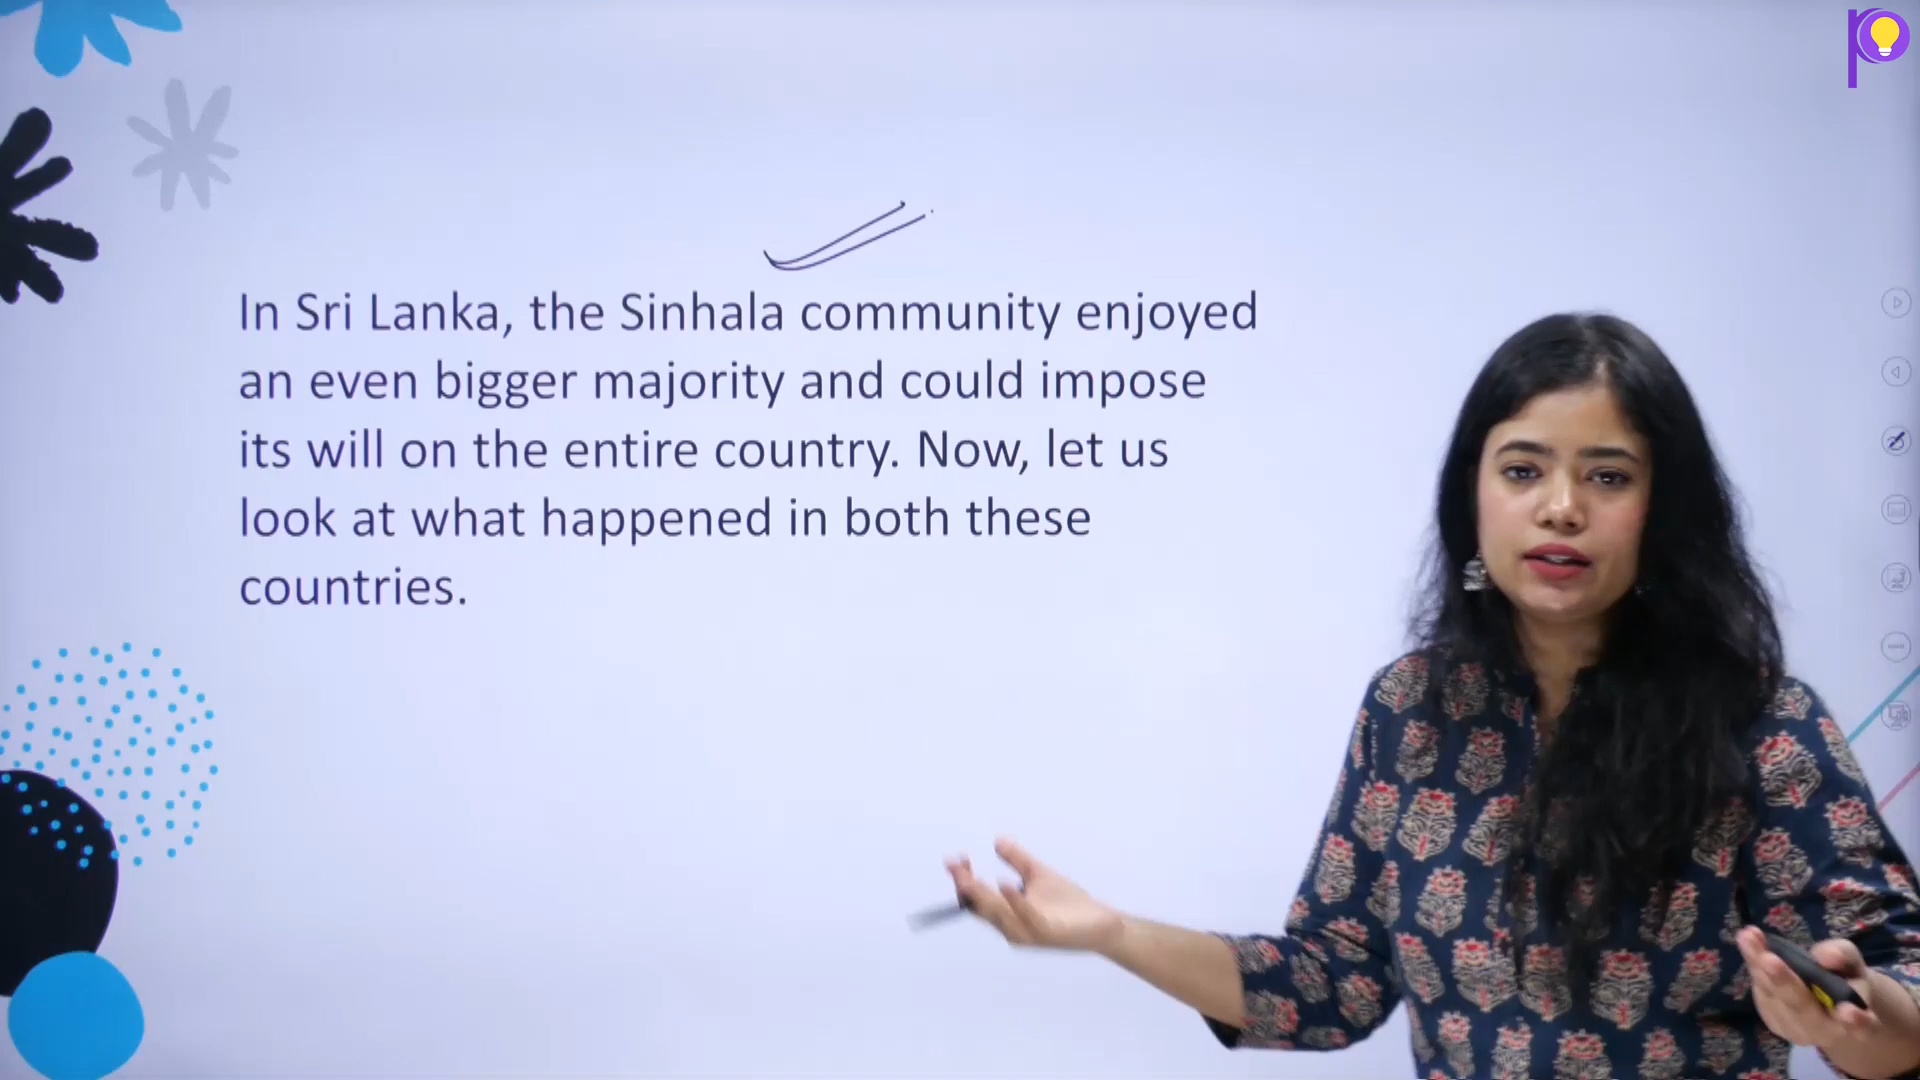 In Sri Lanka, the Sinhala community enjoyed
an even bigger majority and could impose
its will on the entire country. Now, let us
look at what happened in both these
countries.